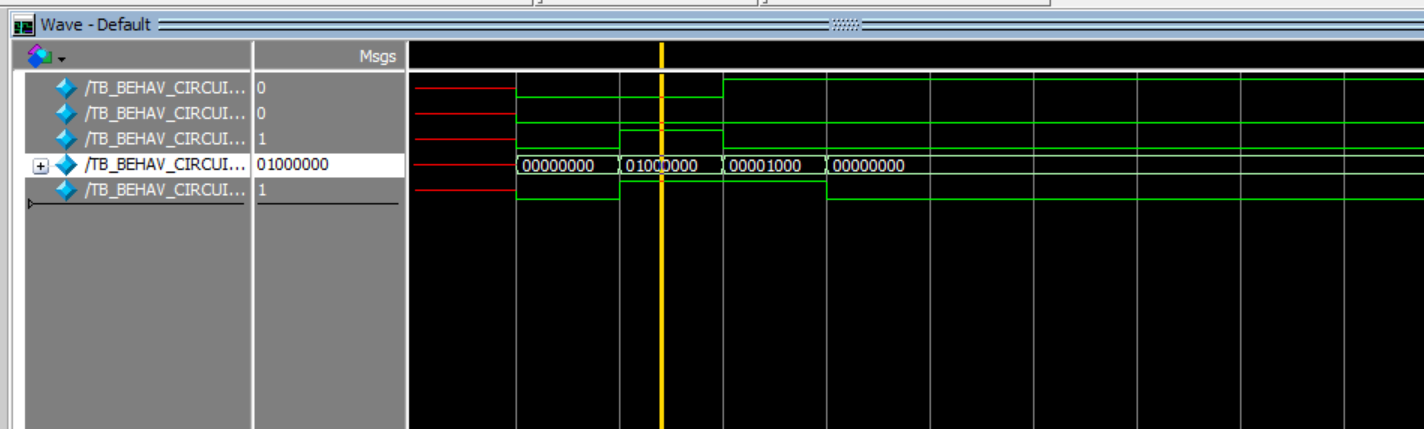 Wave - Default
Msgs
/TB_BEHAV_CIRCUI... 0
/TB_BEHAV_CIRCUI... 0
/TB_BEHAV_CIRCUI... 1
/TB_BEHAV_CIRCUI... 01000000 00000000 01000000 00001000 00000000
/TB_BEHAV_CIRCUI... 1